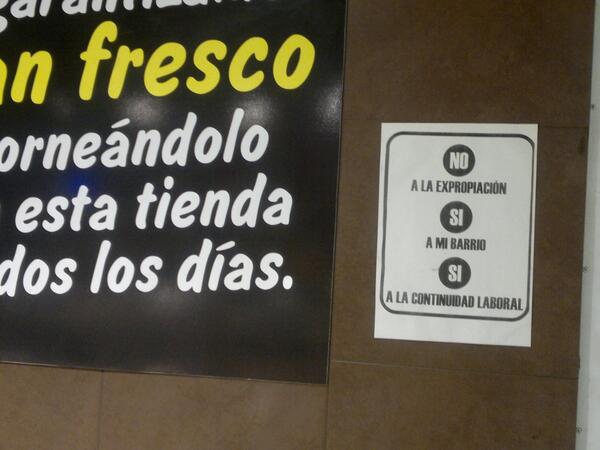 an fresco
orneándolo
esta tienda
dos los días.
NO
A LA EXPROPIACIÓN
SI
A MI BARRIO
SI
A LA CONTINUIDAD LABORAL